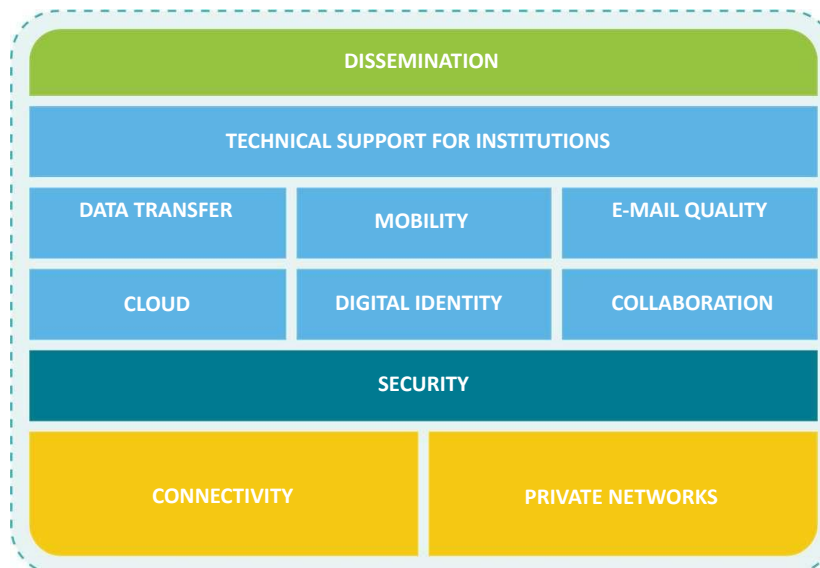 DISSEMINATION
TECHNICAL SUPPORT FOR INSTITUTIONS
DATA TRANSFER
MOBILITY
E-MAIL QUALITY
CLOUD
DIGITAL IDENTITY
COLLABORATION
SECURITY
CONNECTIVITY
PRIVATE NETWORKS